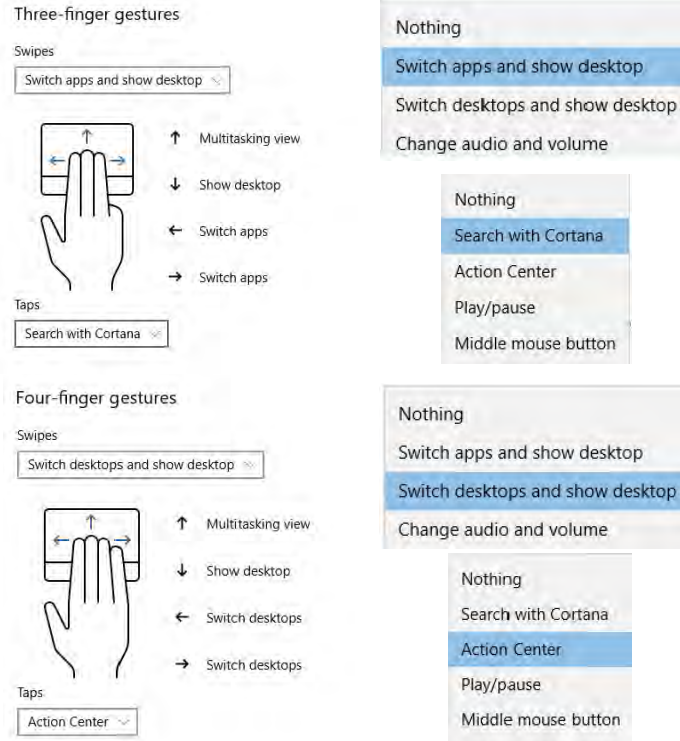 Three-finger gestures
Swipes
Switch apps and show desktop
↑ Multitasking view
↓ Show desktop
← Switch apps
→ Switch apps
Taps
Search with Cortana
Nothing
Switch apps and show desktop
Switch desktops and show desktop
Change audio and volume
Nothing
Search with Cortana
Action Center
Play/pause
Middle mouse button
Four-finger gestures
Swipes
Switch desktops and show desktop
↑ Multitasking view
↓ Show desktop
← Switch desktops
→ Switch desktops
Taps
Action Center
Nothing
Switch apps and show desktop
Switch desktops and show desktop
Change audio and volume
Nothing
Search with Cortana
Action Center
Play/pause
Middle mouse button